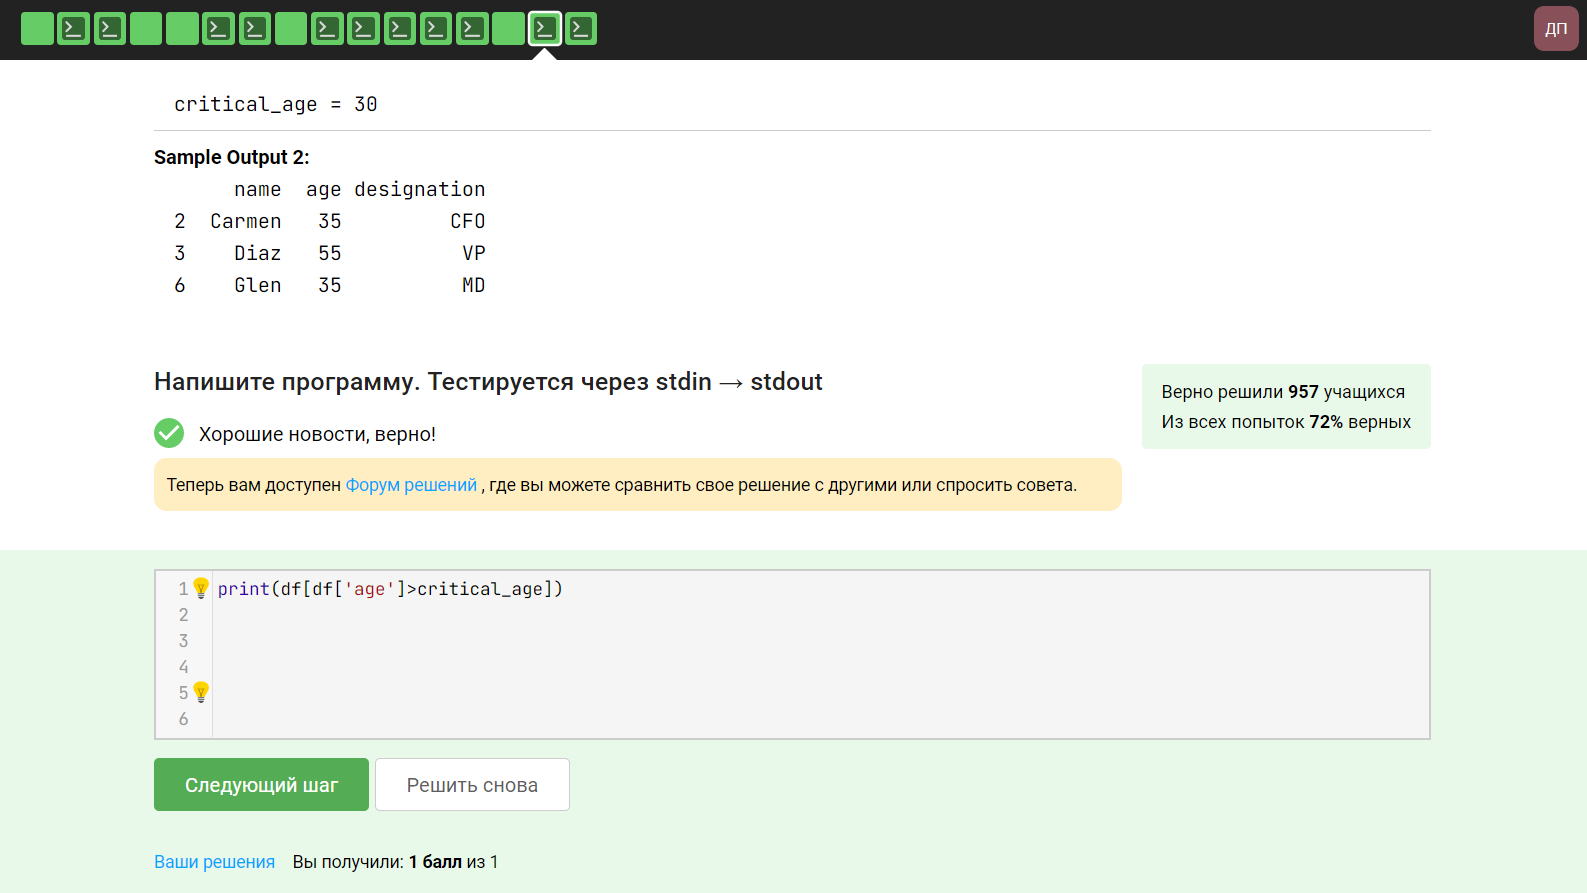 ДП
critical_age = 30
Sample Output 2:
name age designation
2 Carmen 35 CFO
3 Diaz 55 VP
6 Glen 35 MD
Напишите программу. Тестируется через stdin → stdout
Верно решили 957 учащихся
Из всех попыток 72% верных
Хорошие новости, верно!
Теперь вам доступен Форум решений , где вы можете сравнить свое решение с другими или спросить совета.
1 print(df[df['age']>critical_age])
2
3
4
5
6
Следующий шаг Решить снова
Ваши решения Вы получили: 1 балл из 1